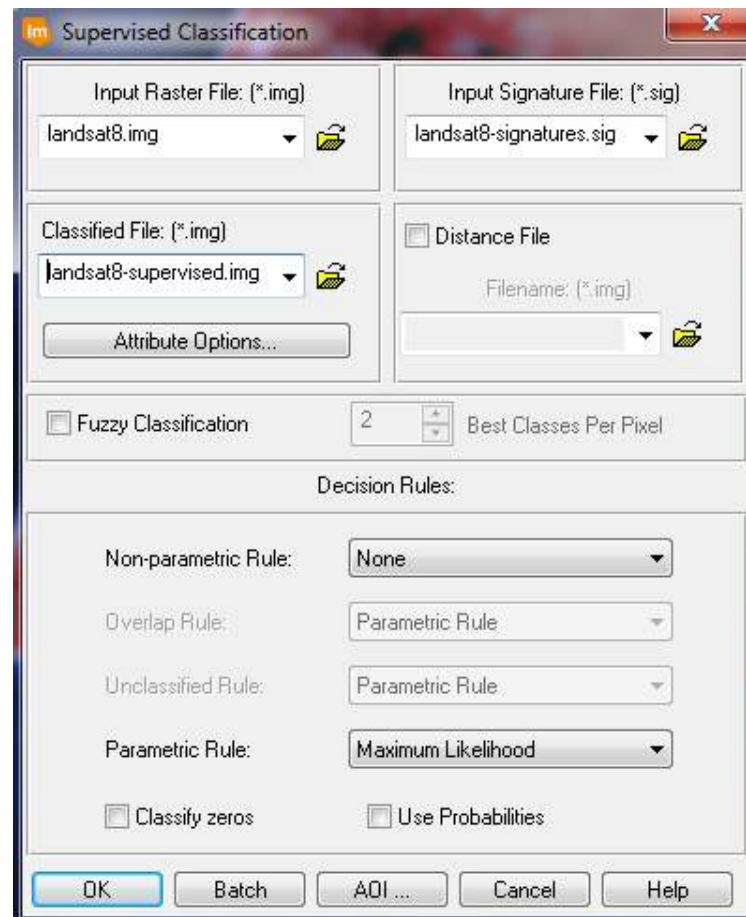 Im Supervised Classification
Input Raster File: (*.img)
Input Signature File: (*.sig)
landsat8.img
landsat8-signatures.sig
Classified File: (*.img)
Distance File
landsat8-supervised.img
Filename: (*.img)
Attribute Options...
Fuzzy Classification
2
Best Classes Per Pixel
Decision Rules:
Non-parametric Rule:
None
Overlap Rule:
Parametric Rule
Unclassified Rule:
Parametric Rule
Parametric Rule:
Maximum Likelihood
Classify zeros
Use Probabilities
OK
Batch
AOI ...
Cancel
Help